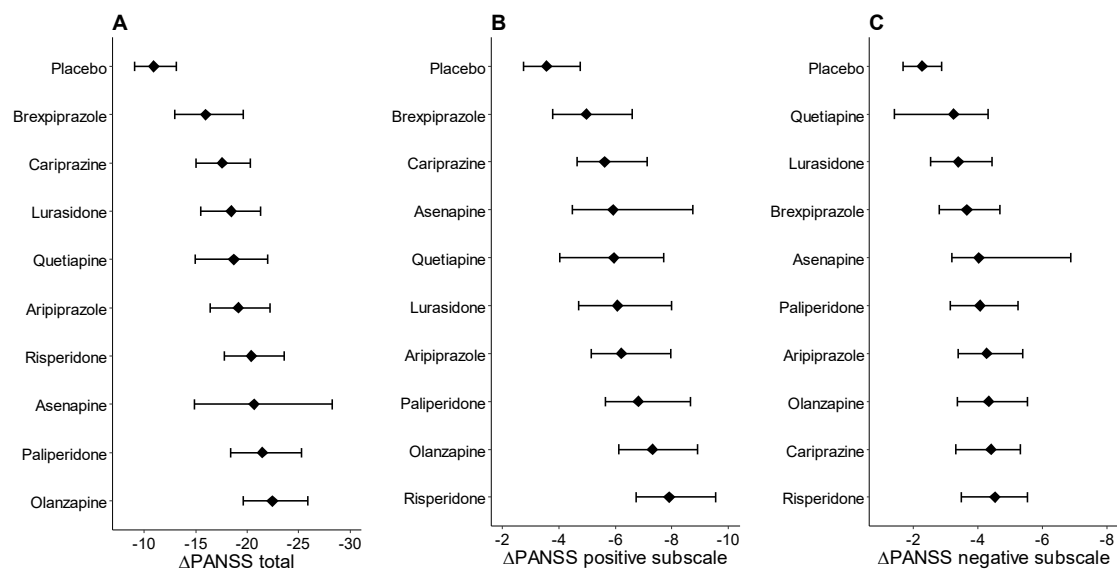 A
Placebo
Brexpiprazole
Cariprazine
Lurasidone
Quetiapine
Aripiprazole
Risperidone
Asenapine
Paliperidone
Olanzapine
-10 -15 -20 -25 -30
ΔPANSS total
B
Placebo
Brexpiprazole
Cariprazine
Asenapine
Quetiapine
Lurasidone
Aripiprazole
Paliperidone
Olanzapine
Risperidone
-2 -4 -6 -8 -10
ΔPANSS positive subscale
C
Placebo
Quetiapine
Lurasidone
Brexpiprazole
Asenapine
Paliperidone
Aripiprazole
Olanzapine
Cariprazine
Risperidone
-2 -4 -6 -8
ΔPANSS negative subscale